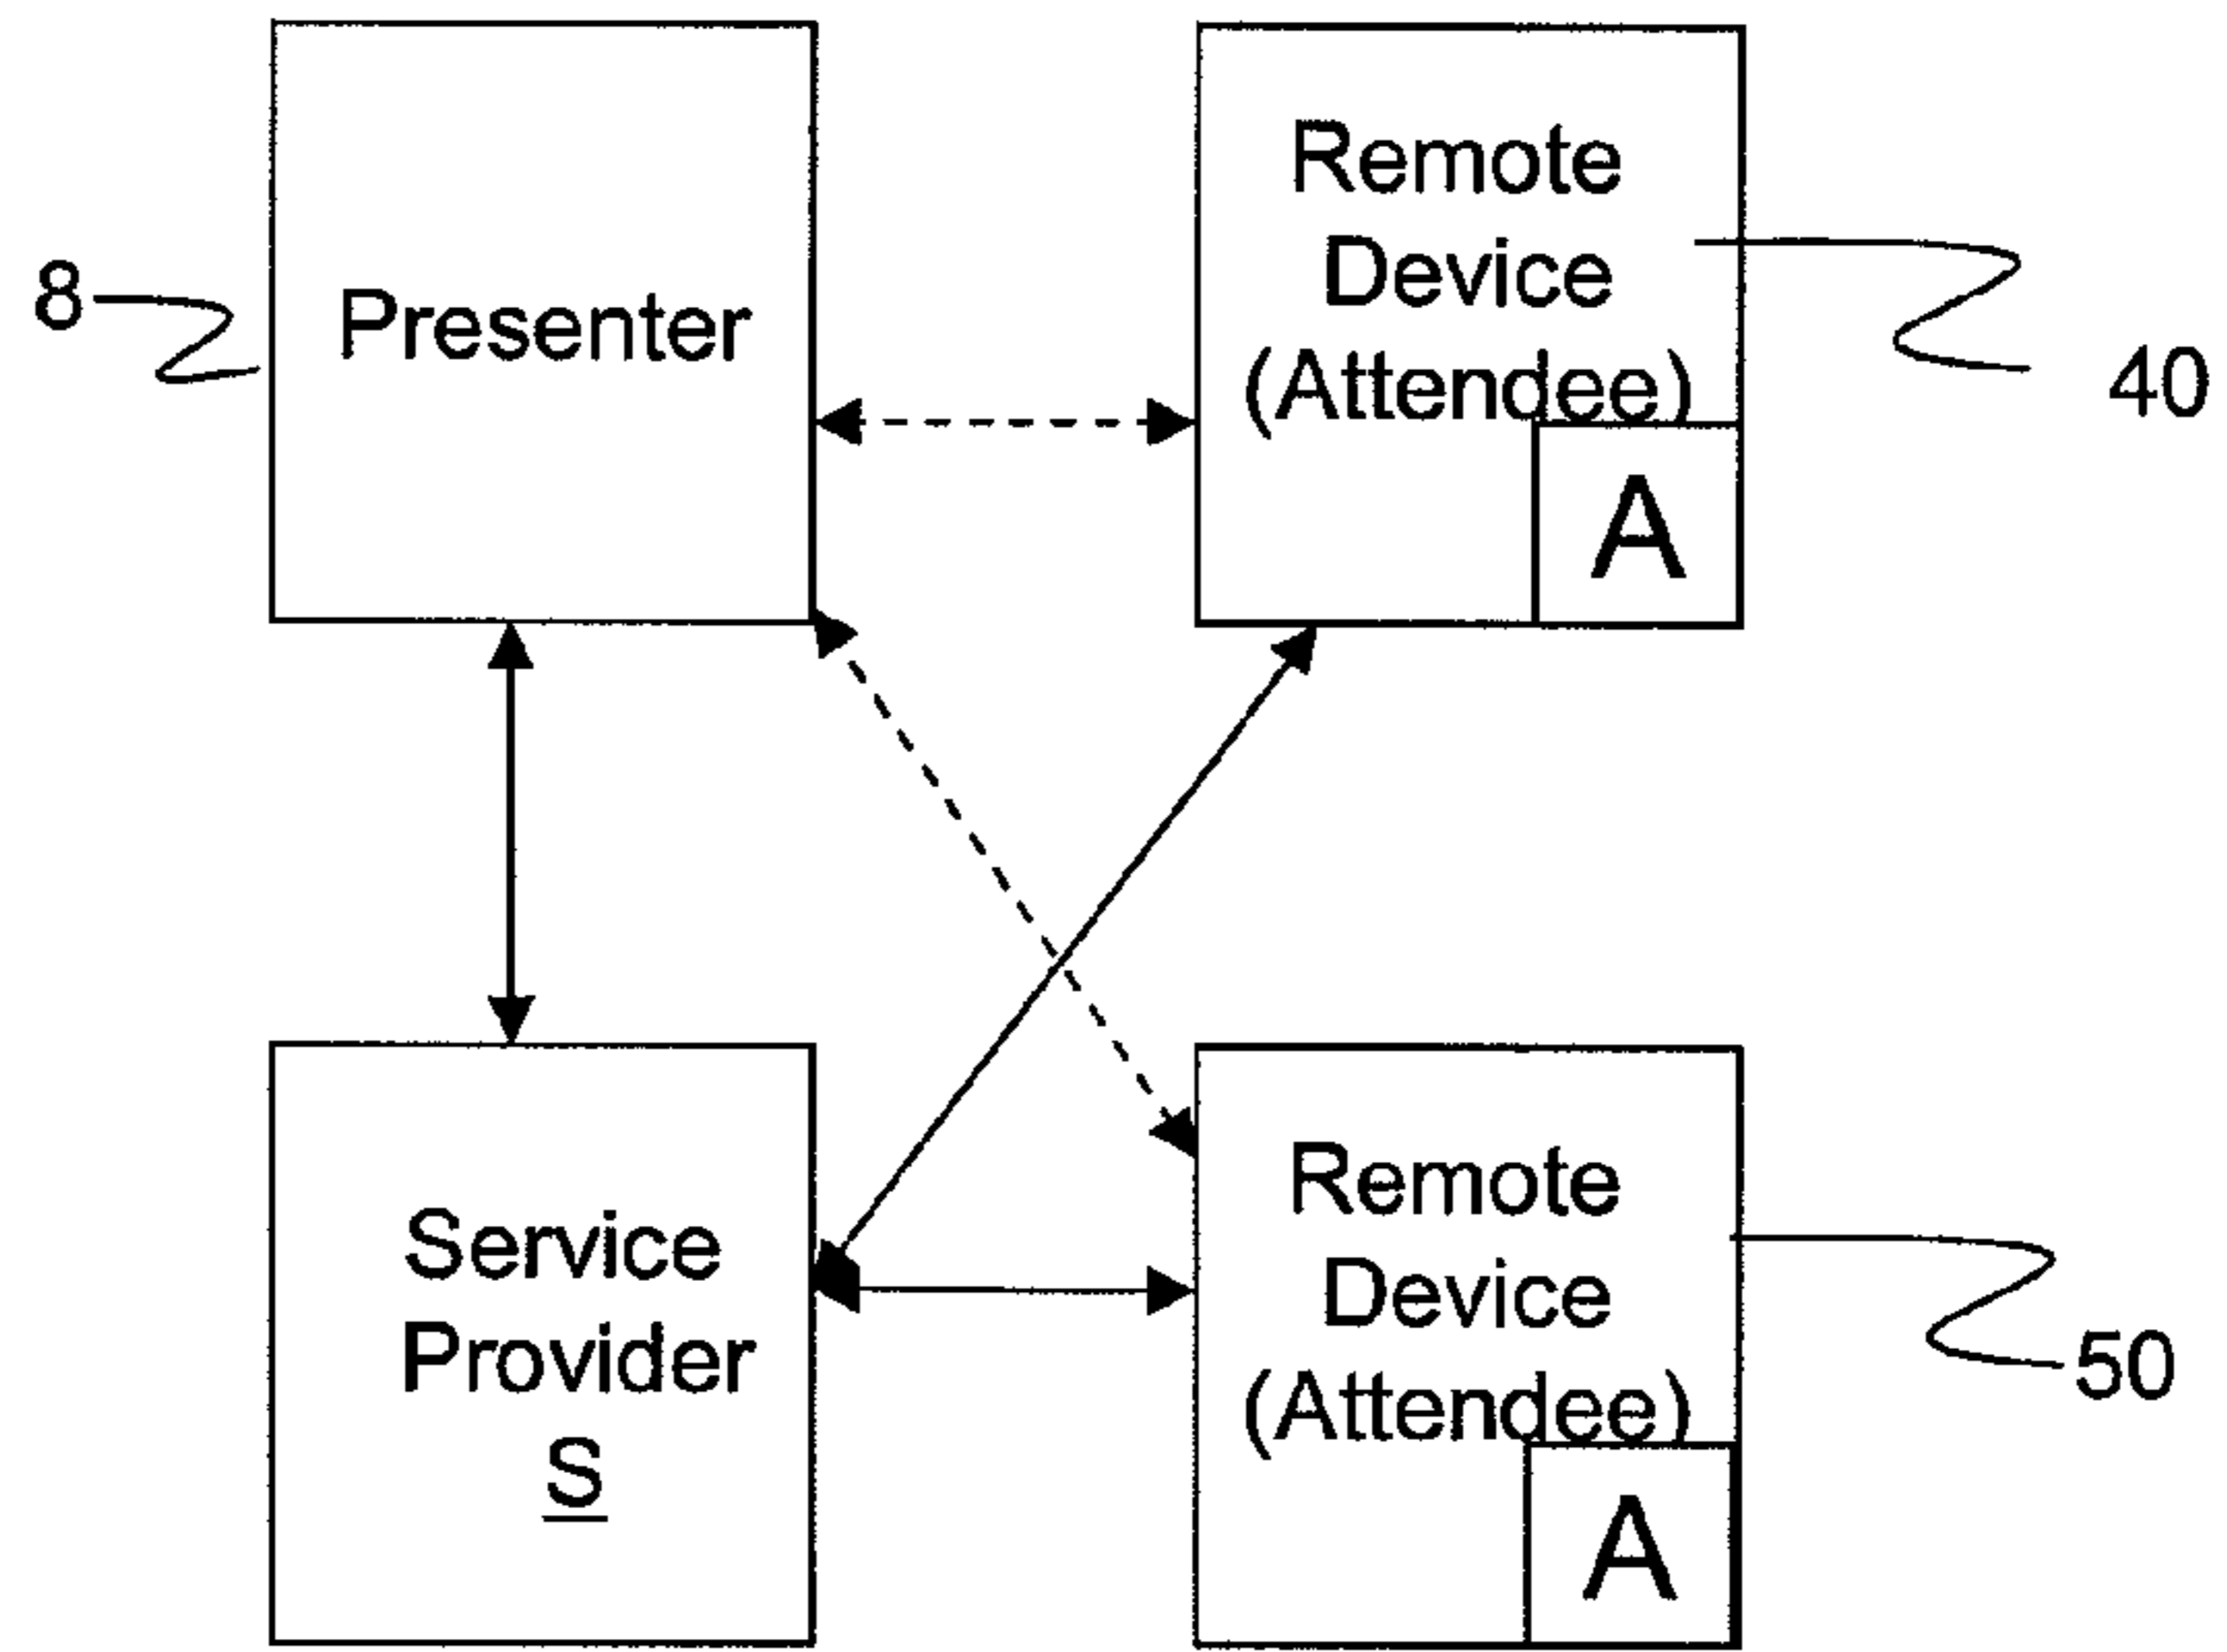 8
Presenter
Remote
Device
(Attendee)
A
40
Service
Provider
S
Remote
Device
(Attendee)
A
50